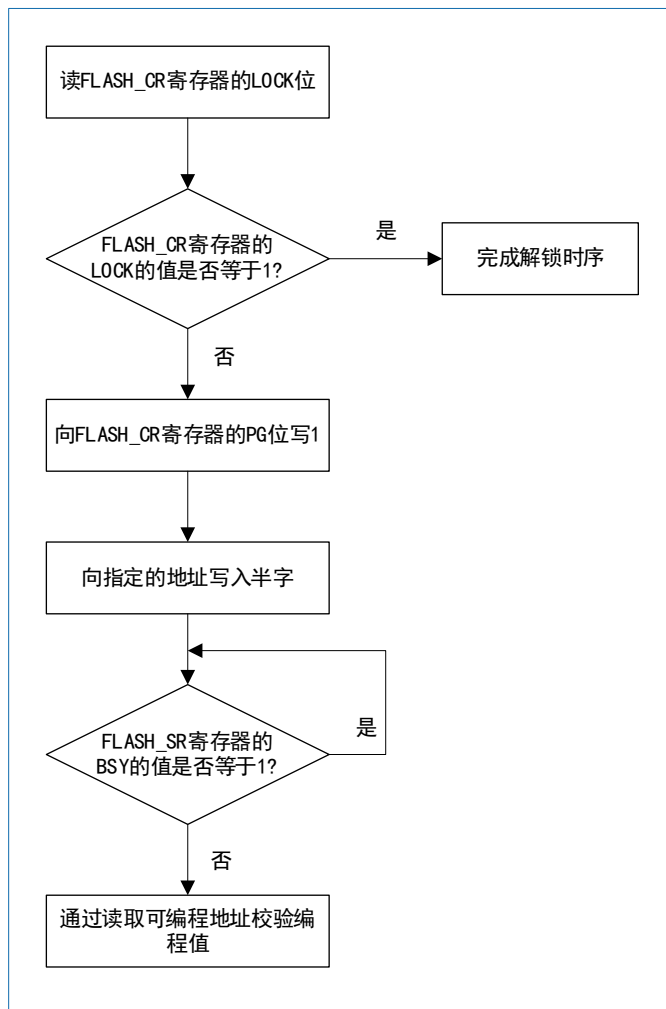 读FLASH_CR寄存器的LOCK位
FLASH_CR寄存器的
LOCK的值是否等于1?
是
完成解锁时序
否
向FLASH_CR寄存器的PG位写1
向指定的地址写入半字
FLASH_SR寄存器的
BSY的值是否等于1?
是
否
通过读取可编程地址校验编
程值